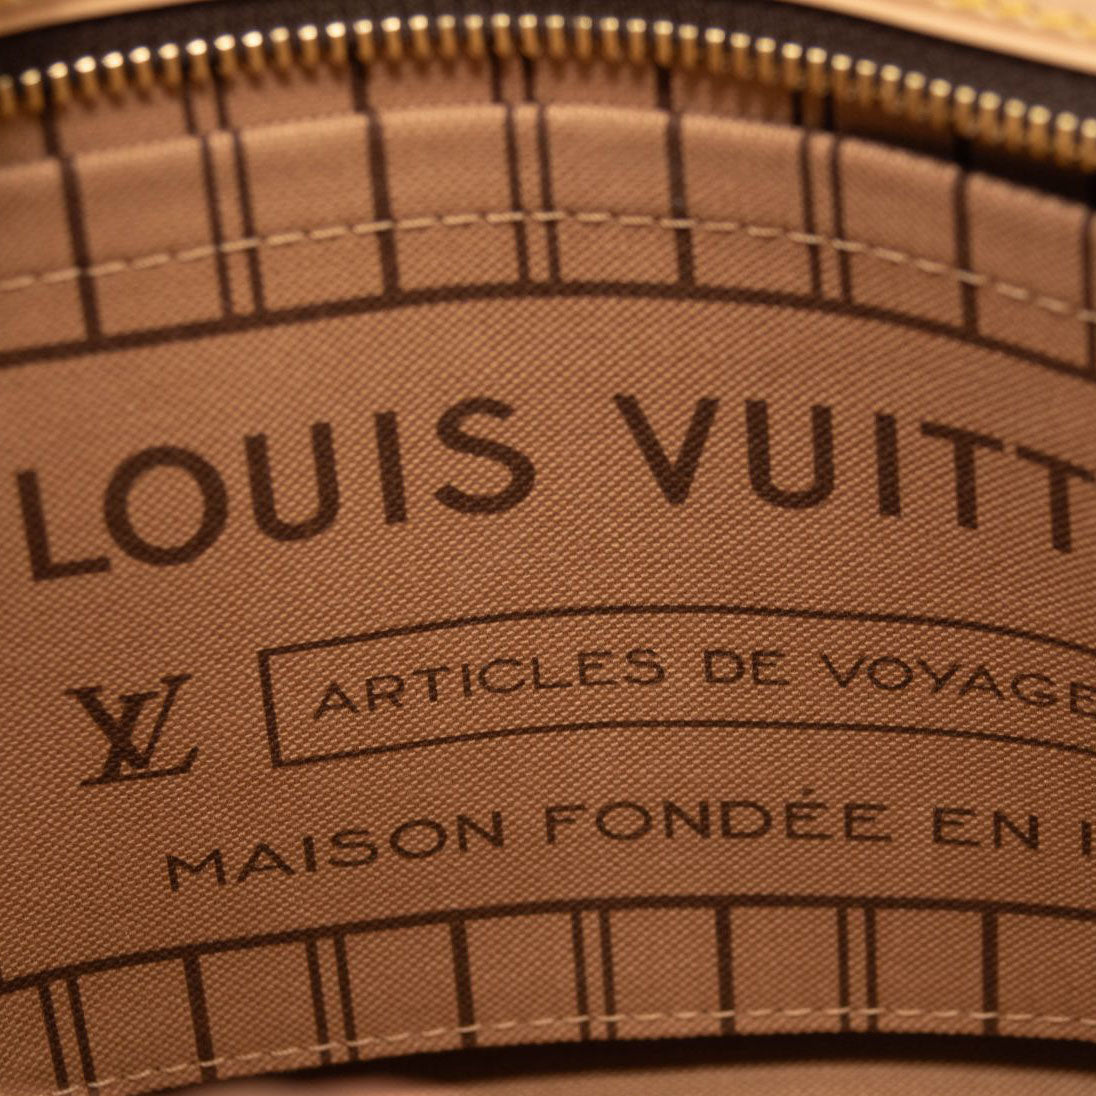 LOUIS VUITT
LV ARTICLES DE VOYAGE
MAISON FONDÉE EN